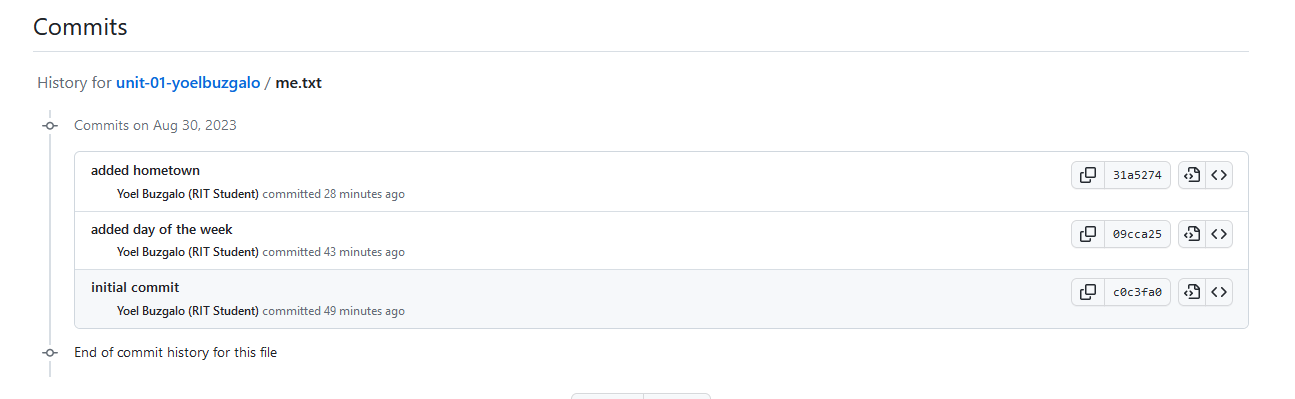 Commits
History for unit-01-yoelbuzgalo / me.txt
Commits on Aug 30, 2023
added hometown
31a5274
Yoel Buzgalo (RIT Student) committed 28 minutes ago
added day of the week
09cca25
Yoel Buzgalo (RIT Student) committed 43 minutes ago
initial commit
c0c3fa0
Yoel Buzgalo (RIT Student) committed 49 minutes ago
End of commit history for this file